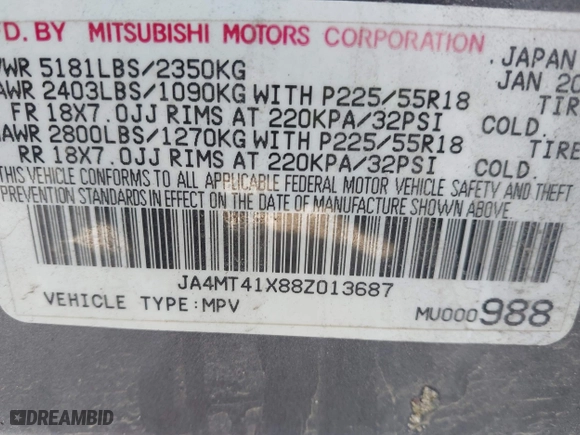 FD. BY MITSUBISHI MOTORS CORPORATION
JAPAN
VWR 5181LBS/2350KG
JAN 20
AWR 2403LBS/1090KG WITH P225/55R18 TIR
FR 18X7.0JJ RIMS AT 220KPA/32PSI COLD.
AWR 2800LBS/1270KG WITH P225/55R18 TIRE
RR 18X7.0JJ RIMS AT 220KPA/32PSI COLD.
THIS VEHICLE CONFORMS TO ALL APPLICABLE FEDERAL MOTOR VEHICLE SAFETY AND THEFT
PREVENTION STANDARDS IN EFFECT ON THE DATE OF MANUFACTURE SHOWN ABOVE.
JA4MT41X88Z013687
VEHICLE TYPE:MPV
MU000988
DREAMBID